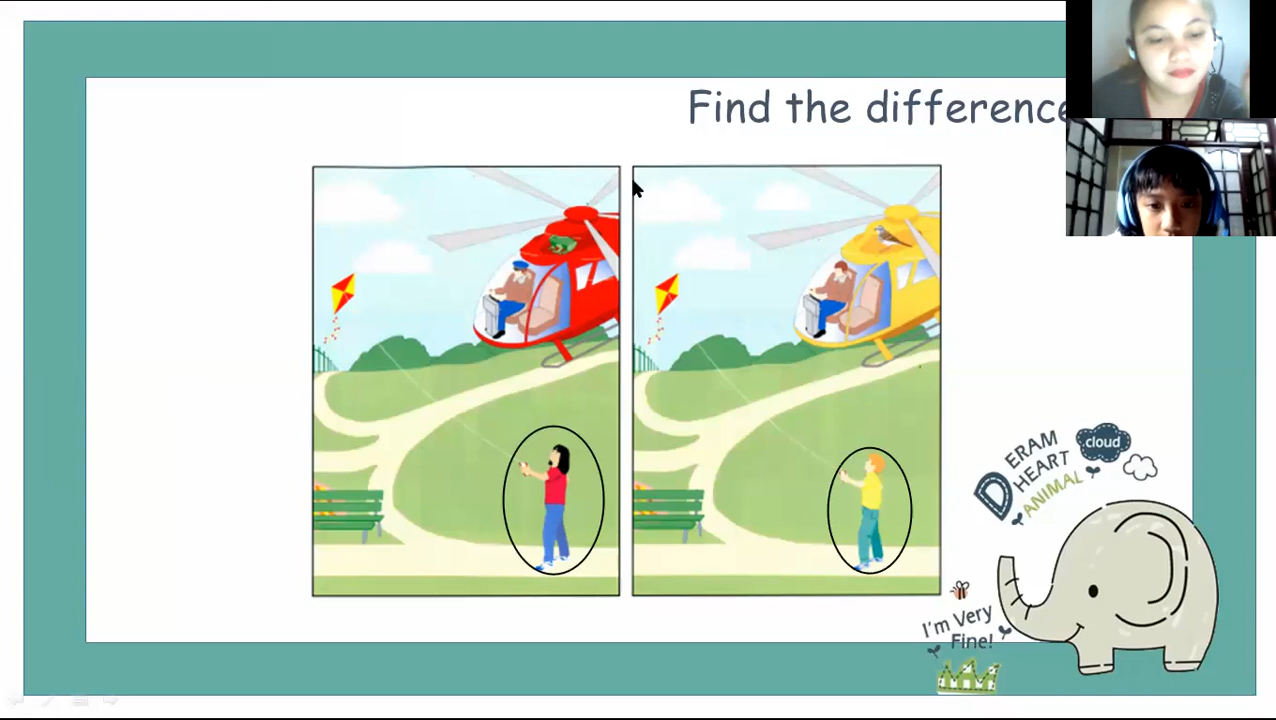 Find the difference
DERAM
HEART
ANIMAL
cloud
I'm Very
Fine!